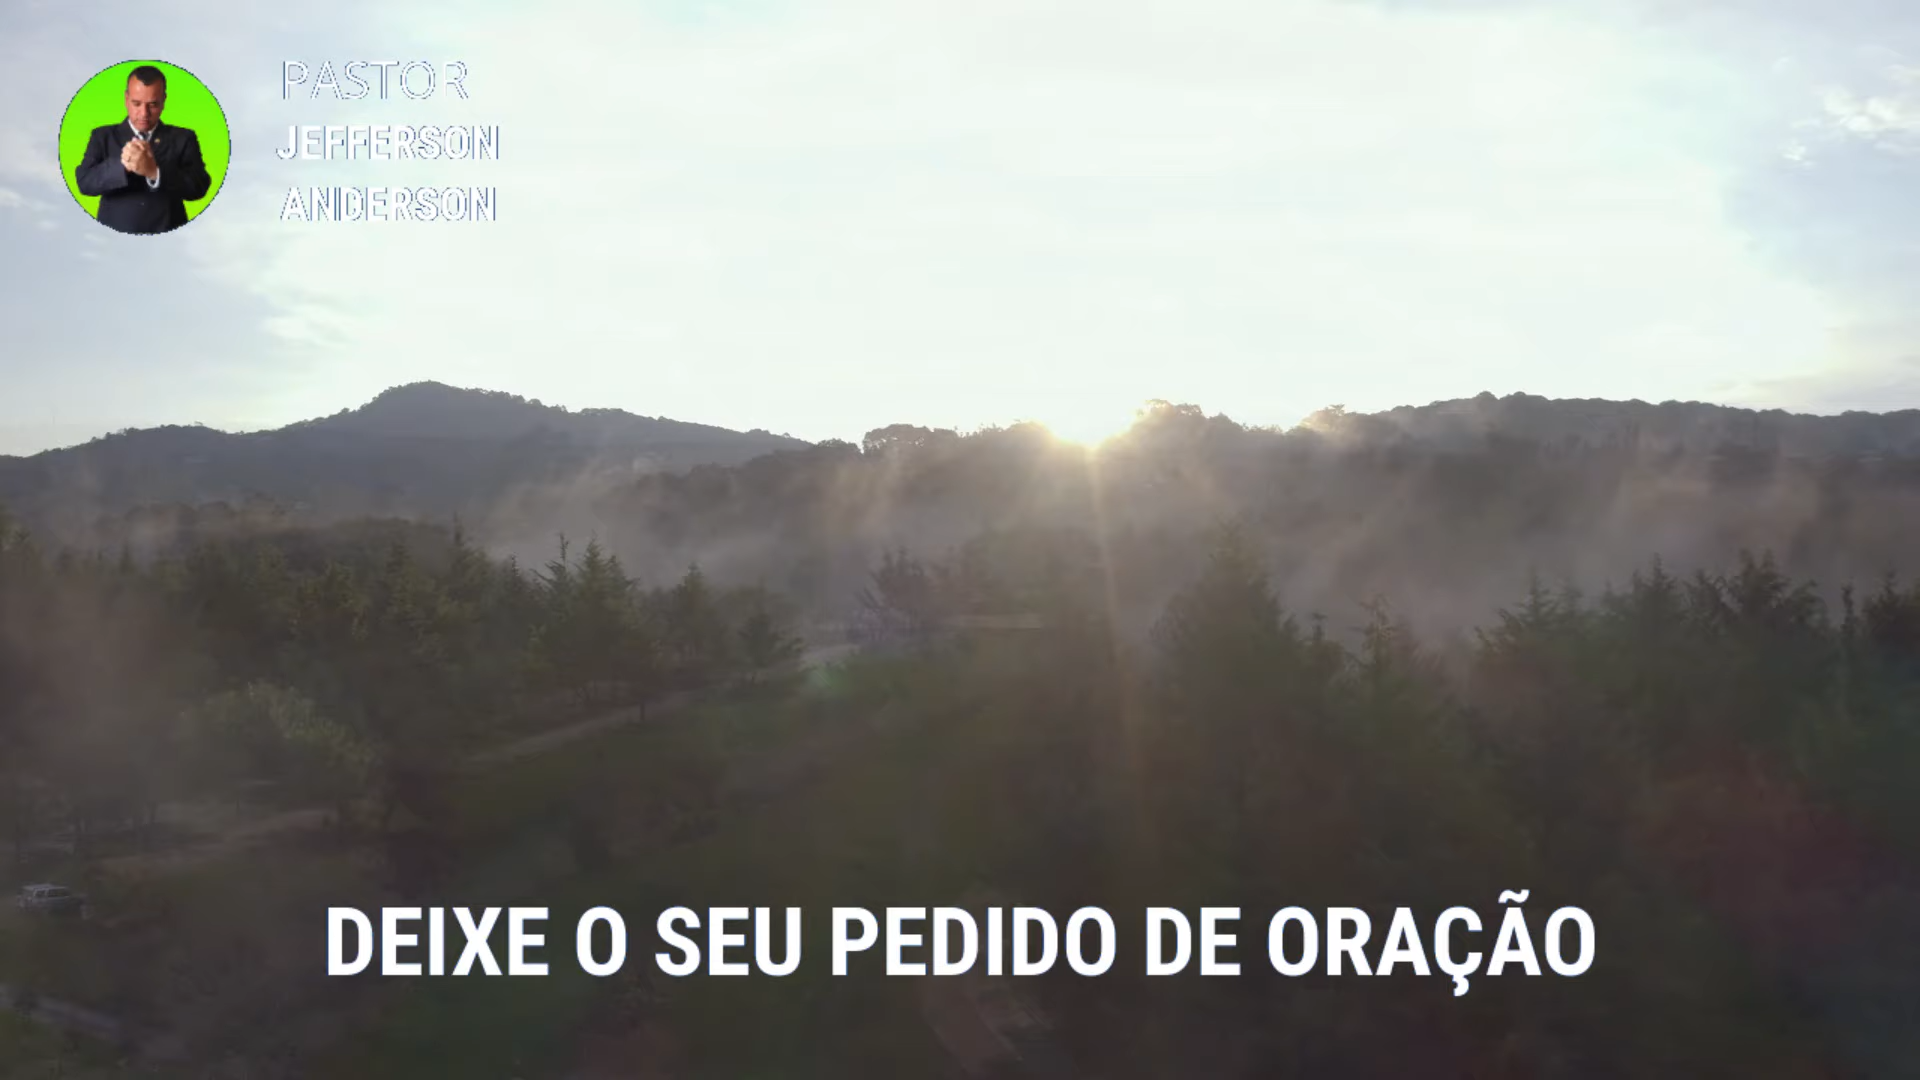 PASTOR
JEFFERSON
ANDERSON
DEIXE O SEU PEDIDO DE ORAÇÃO